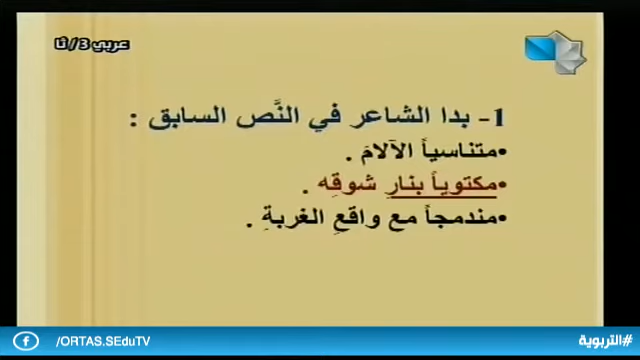 عربي 3/ ثا
1- بدا الشاعر في النَّص السابق :
•متناسياً الآلامَ .
•مكتوياً بنارِ شوقِه .
•مندمجاً مع واقعِ الغربةِ .
/ORTAS.SEduTV
#التربوية